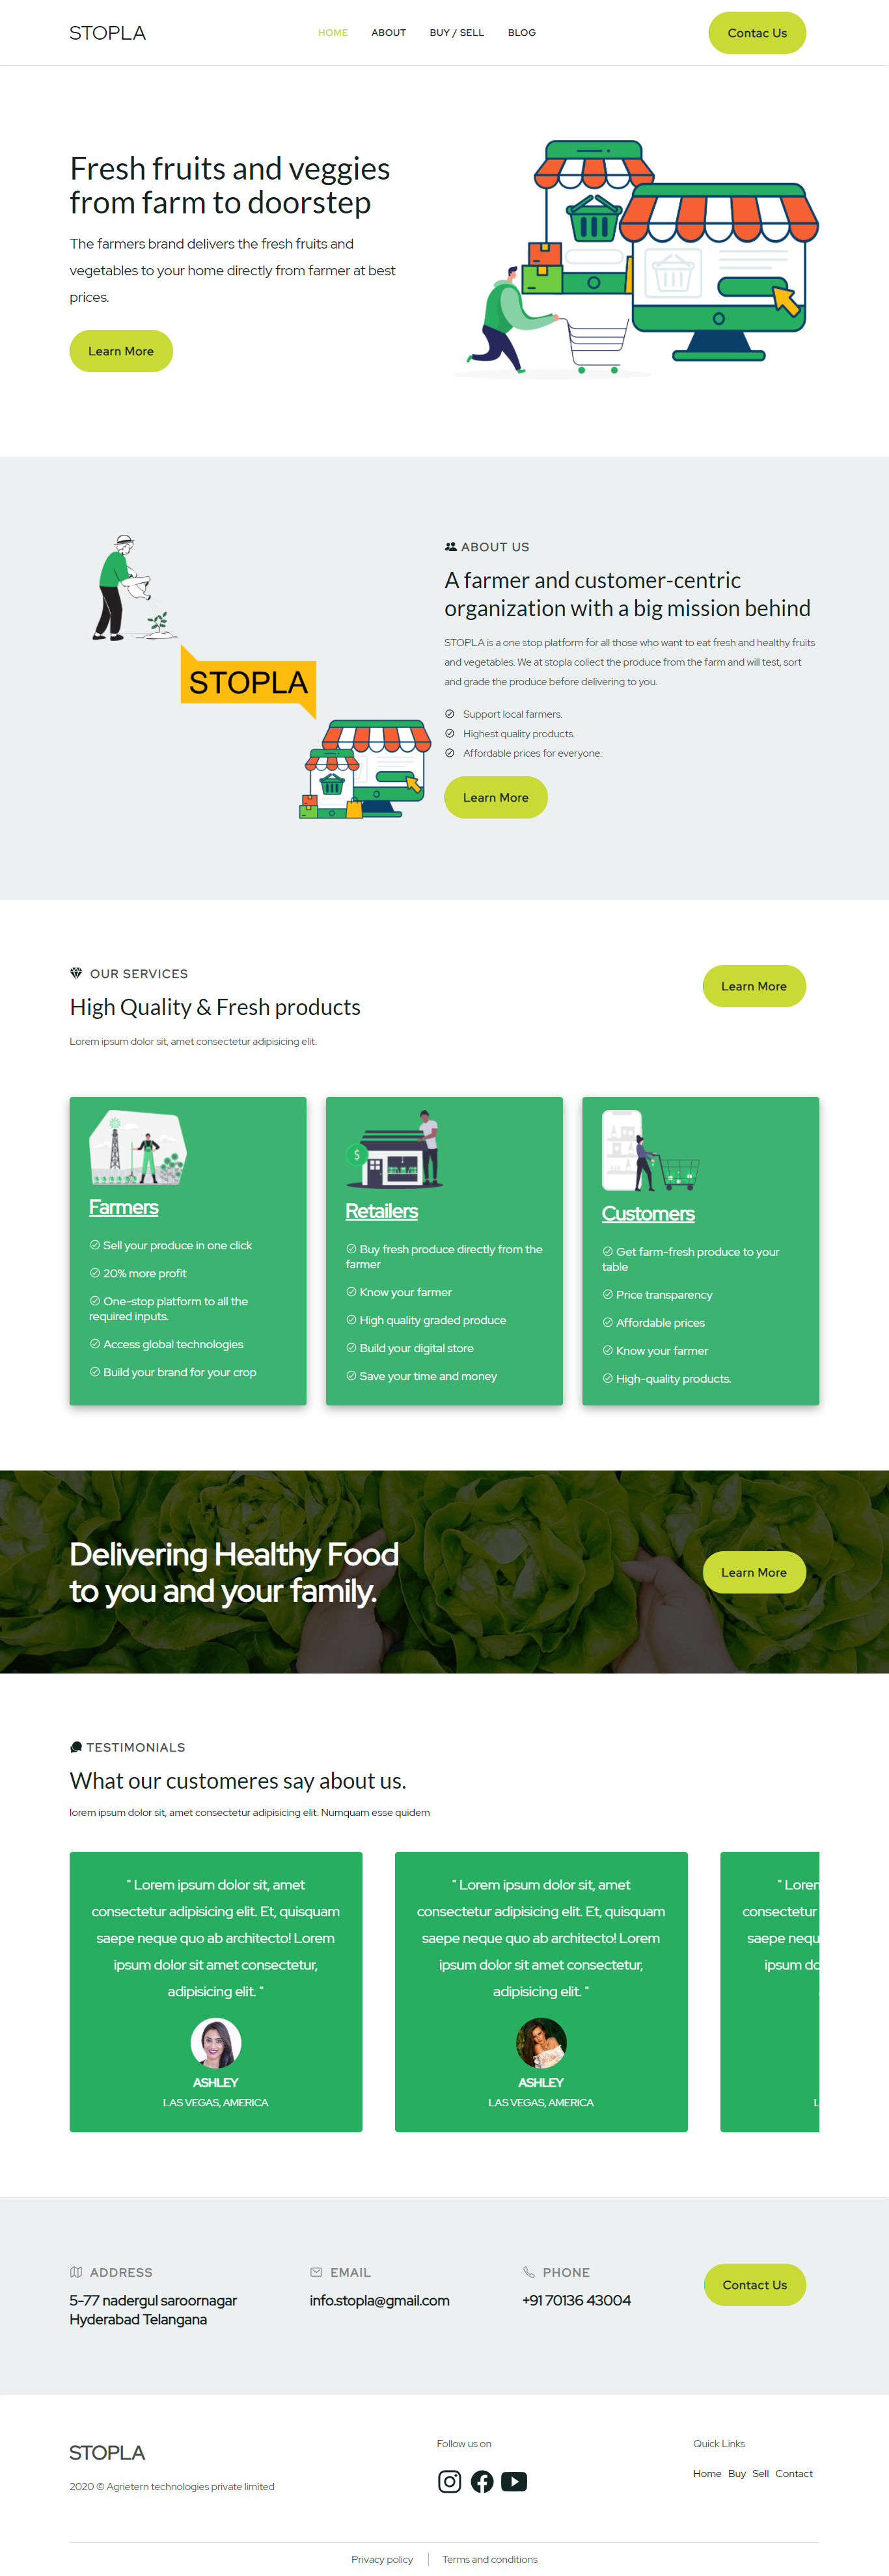 STOPLA
HOME
ABOUT
BUY / SELL
BLOG
Contac Us
Fresh fruits and veggies
from farm to doorstep
The farmers brand delivers the fresh fruits and
vegetables to your home directly from farmer at best
prices.
Learn More
STOPLA
ABOUT US
A farmer and customer-centric
organization with a big mission behind
STOPLA is a one stop platform for all those who want to eat fresh and healthy fruits
and vegetables. We at stopla collect the produce from the farm and will test, sort
and grade the produce before delivering to you.
Support local farmers.
Highest quality products.
Affordable prices for everyone.
Learn More
OUR SERVICES
High Quality & Fresh products
Lorem ipsum dolor sit, amet consectetur adipisicing elit.
Learn More
Farmers
Sell your produce in one click
20% more profit
One-stop platform to all the
required inputs.
Access global technologies
Build your brand for your crop
$
Retailers
Buy fresh produce directly from the
farmer
Know your farmer
High quality graded produce
Build your digital store
Save your time and money
Customers
Get farm-fresh produce to your
table
Price transparency
Affordable prices
Know your farmer
High-quality products.
Delivering Healthy Food
to you and your family.
Learn More
TESTIMONIALS
What our customeres say about us.
lorem ipsum dolor sit, amet consectetur adipisicing elit. Numquam esse quidem
" Lorem ipsum dolor sit, amet
consectetur adipisicing elit. Et, quisquam
saepe neque quo ab architecto! Lorem
ipsum dolor sit amet consectetur,
adipisicing elit. "
ASHLEY
LAS VEGAS, AMERICA
" Lorem ipsum dolor sit, amet
consectetur adipisicing elit. Et, quisquam
saepe neque quo ab architecto! Lorem
ipsum dolor sit amet consectetur,
adipisicing elit. "
ASHLEY
LAS VEGAS, AMERICA
" Loren
consectetur
saepe nequ
ipsum do
L
ADDRESS
5-77 nadergul saroornagar
Hyderabad Telangana
EMAIL
info.stopla@gmail.com
PHONE
+91 70136 43004
Contact Us
STOPLA
2020 © Agrietern technologies private limited
Follow us on
Quick Links
Home Buy Sell Contact
Privacy policy
Terms and conditions